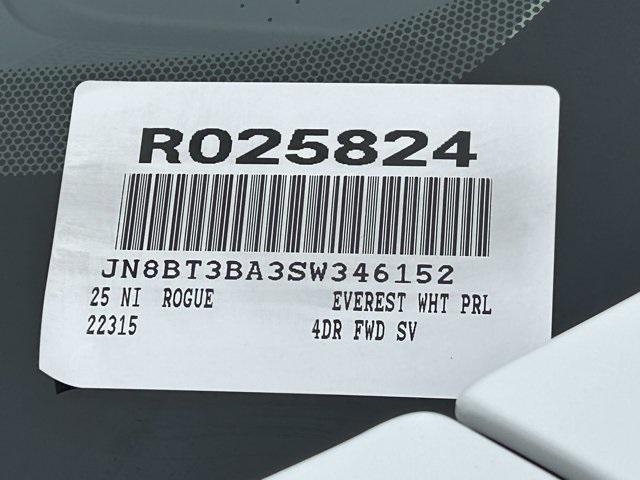 R025824
JN8BT3BA3SW346152
25 NI ROGUE EVEREST WHT PRL
22315 4DR FWD SV